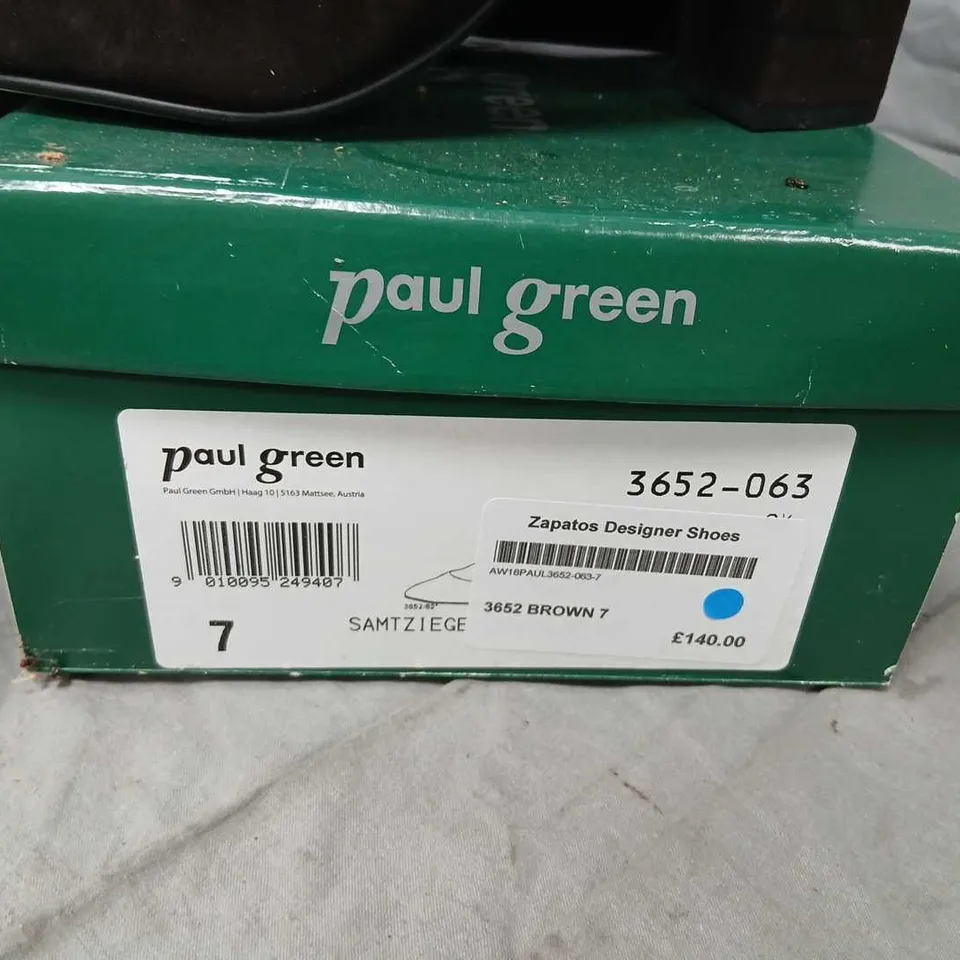 paul green
paul green
Paul Green GmbH | Haag 10 | 5163 Mattsee, Austria
3652-063
9 010095 249407
7
SAMTZIEGE
Zapatos Designer Shoes
AW18PAUL3652-063-7
3652 BROWN 7
£140.00